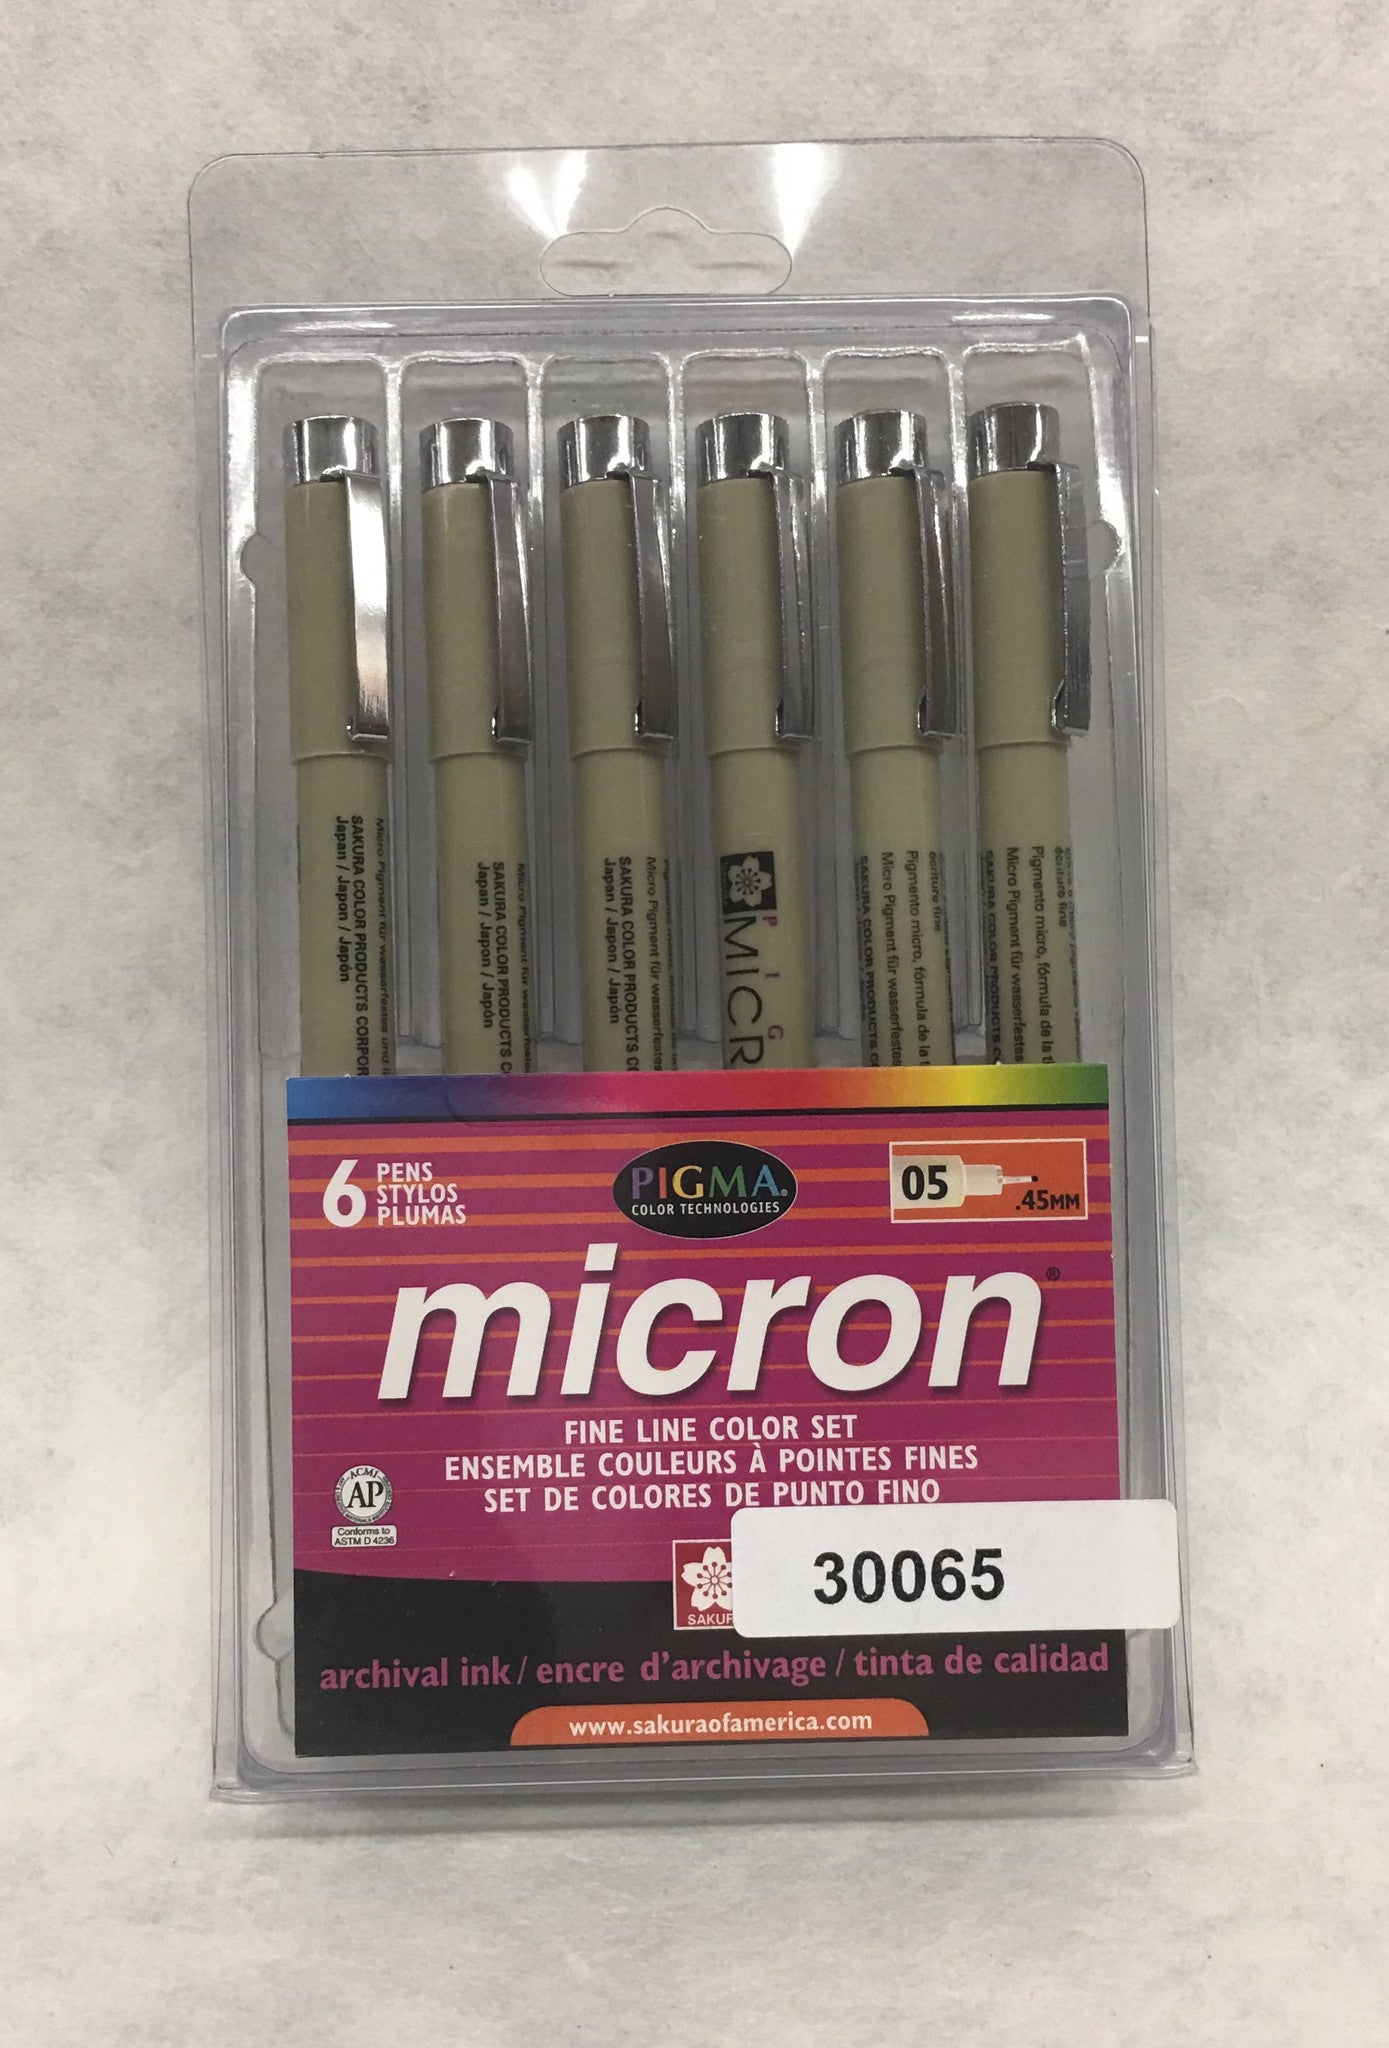 Micro Pigment für wasserfestes und li
SAKURA COLOR PRODUCTS CORPOR
Japan / Japon / Japón
Micro Pigment für wasserfestes
SAKURA COLOR PRODUCTS C
Japan / Japon / Japón
Micro Pigment für wasserfestes
SAKURA COLOR PRODUCTS C
Japan / Japon / Japón
P I G
MICR
écriture fine
Pigmento micro, fórmula de la t
Micro Pigment für wasserfestes
SAKURA COLOR PRODUCTS CO
écriture fine
Pigmento micro, fórmula de la ti
Micro Pigment für wasserfestes
SAKURA COLOR PRODUCTS C
6 PENS
STYLOS
PLUMAS
PIGMA®
COLOR TECHNOLOGIES
05
.45MM
micron®
FINE LINE COLOR SET
ENSEMBLE COULEURS À POINTES FINES
SET DE COLORES DE PUNTO FINO
ACMI
AP
Conforms to
ASTM D 4236
SAKUR
30065
archival ink / encre d'archivage / tinta de calidad
www.sakuraofamerica.com